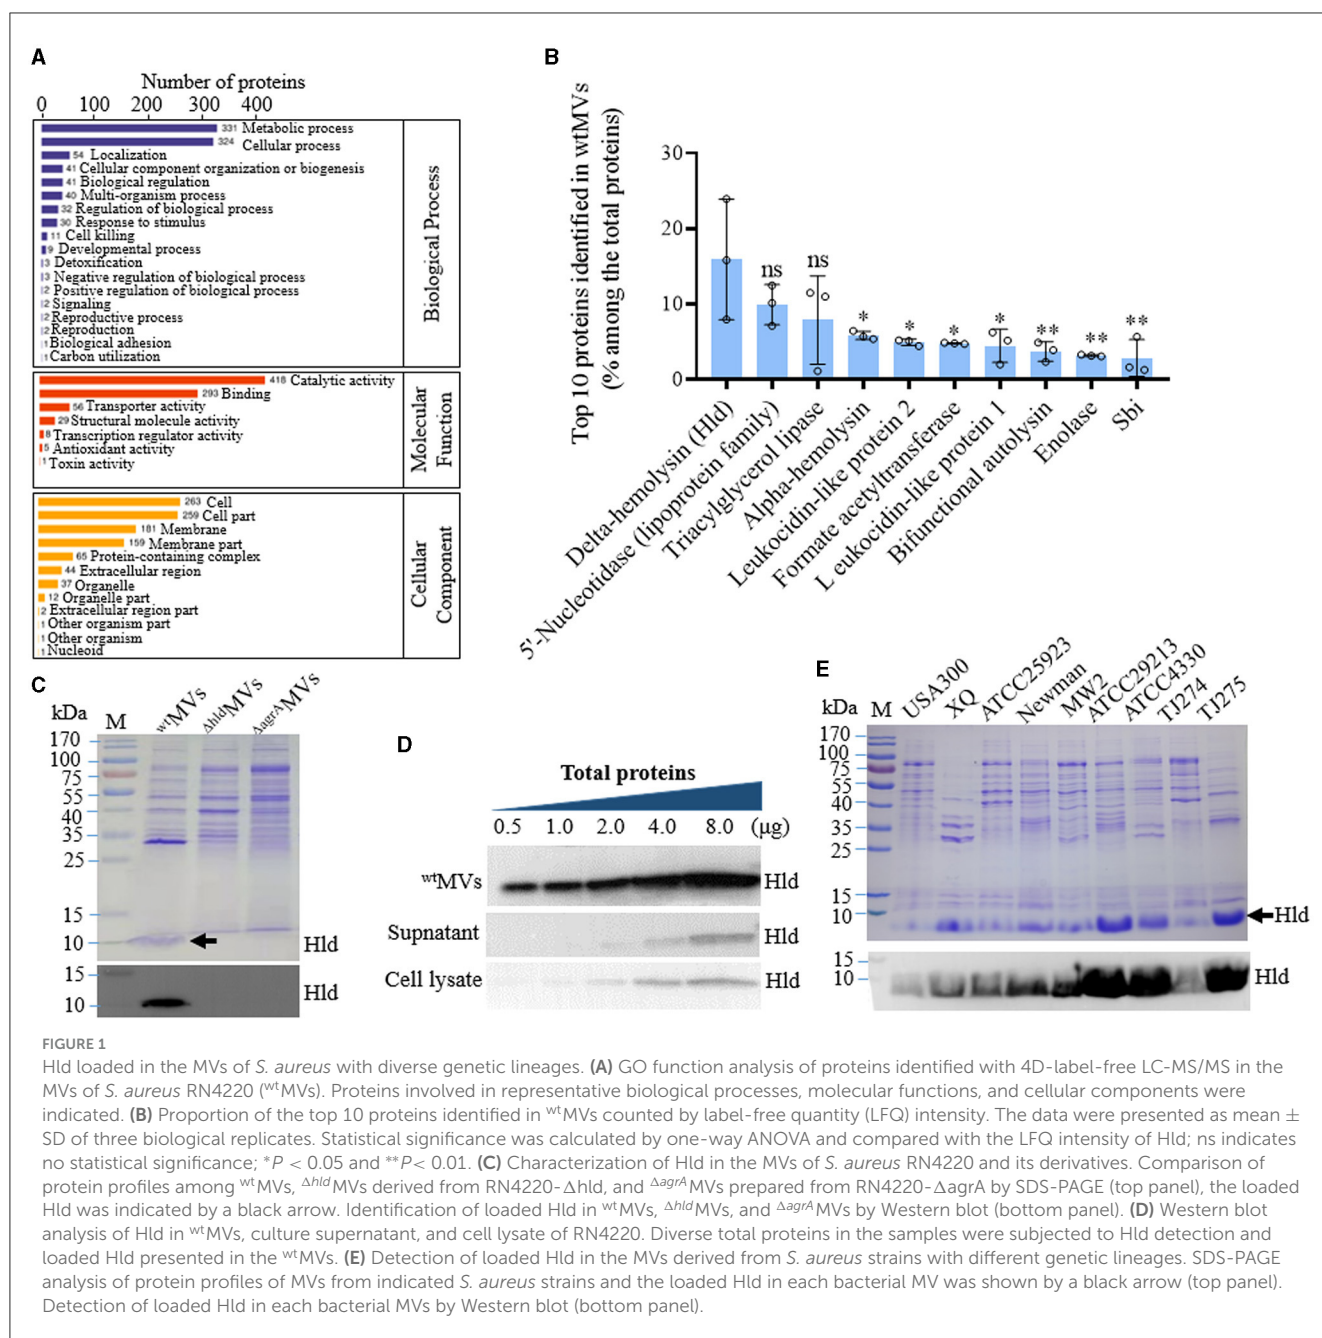 A
Number of proteins
0 100 200 300 400
331 Metabolic process
324 Cellular process
54 Localization
41 Cellular component organization or biogenesis
41 Biological regulation
40 Multi-organism process
32 Regulation of biological process
30 Response to stimulus
11 Cell killing
9 Developmental process
3 Detoxification
3 Negative regulation of biological process
2 Positive regulation of biological process
2 Signaling
2 Reproductive process
2 Reproduction
1 Biological adhesion
1 Carbon utilization
Biological Process
418 Catalytic activity
293 Binding
56 Transporter activity
29 Structural molecule activity
8 Transcription regulator activity
5 Antioxidant activity
1 Toxin activity
Molecular
Function
263 Cell
259 Cell part
181 Membrane
159 Membrane part
65 Protein-containing complex
44 Extracellular region
37 Organelle
12 Organelle part
2 Extracellular region part
1 Other organism part
1 Other organism
1 Nucleoid
Cellular
Component
B
Top 10 proteins identified in wtMVs
(% among the total proteins)
30
20
10
0
ns ns * * * * ** ** **
Delta-hemolysin (Hld)
5'-Nucleotidase (lipoprotein family)
Triacylglycerol lipase
Alpha-hemolysin
Leukocidin-like protein 2
Formate acetyltransferase
L eukocidin-like protein 1
Bifunctional autolysin
Enolase
Sbi
C
kDa M wtMVs ΔhldMVs ΔagrAMVs
170
100
75
55
40
35
25
15
10
Hld
15
10
Hld
D
Total proteins
0.5 1.0 2.0 4.0 8.0 (μg)
wtMVs Hld
Supnatant Hld
Cell lysate Hld
E
kDa M USA300 XQ ATCC25923 Newman MW2 ATCC29213 ATCC4330 TJ274 TJ275
170
100
75
55
40
35
25
15
10
Hld
15
10
Hld
FIGURE 1
Hld loaded in the MVs of S. aureus with diverse genetic lineages. (A) GO function analysis of proteins identified with 4D-label-free LC-MS/MS in the
MVs of S. aureus RN4220 (wtMVs). Proteins involved in representative biological processes, molecular functions, and cellular components were
indicated. (B) Proportion of the top 10 proteins identified in wtMVs counted by label-free quantity (LFQ) intensity. The data were presented as mean ±
SD of three biological replicates. Statistical significance was calculated by one-way ANOVA and compared with the LFQ intensity of Hld; ns indicates
no statistical significance; *P < 0.05 and **P< 0.01. (C) Characterization of Hld in the MVs of S. aureus RN4220 and its derivatives. Comparison of
protein profiles among wtMVs, ΔhldMVs derived from RN4220-Δhld, and ΔagrAMVs prepared from RN4220-ΔagrA by SDS-PAGE (top panel), the loaded
Hld was indicated by a black arrow. Identification of loaded Hld in wtMVs, ΔhldMVs, and ΔagrAMVs by Western blot (bottom panel). (D) Western blot
analysis of Hld in wtMVs, culture supernatant, and cell lysate of RN4220. Diverse total proteins in the samples were subjected to Hld detection and
loaded Hld presented in the wtMVs. (E) Detection of loaded Hld in the MVs derived from S. aureus strains with different genetic lineages. SDS-PAGE
analysis of protein profiles of MVs from indicated S. aureus strains and the loaded Hld in each bacterial MV was shown by a black arrow (top panel).
Detection of loaded Hld in each bacterial MVs by Western blot (bottom panel).